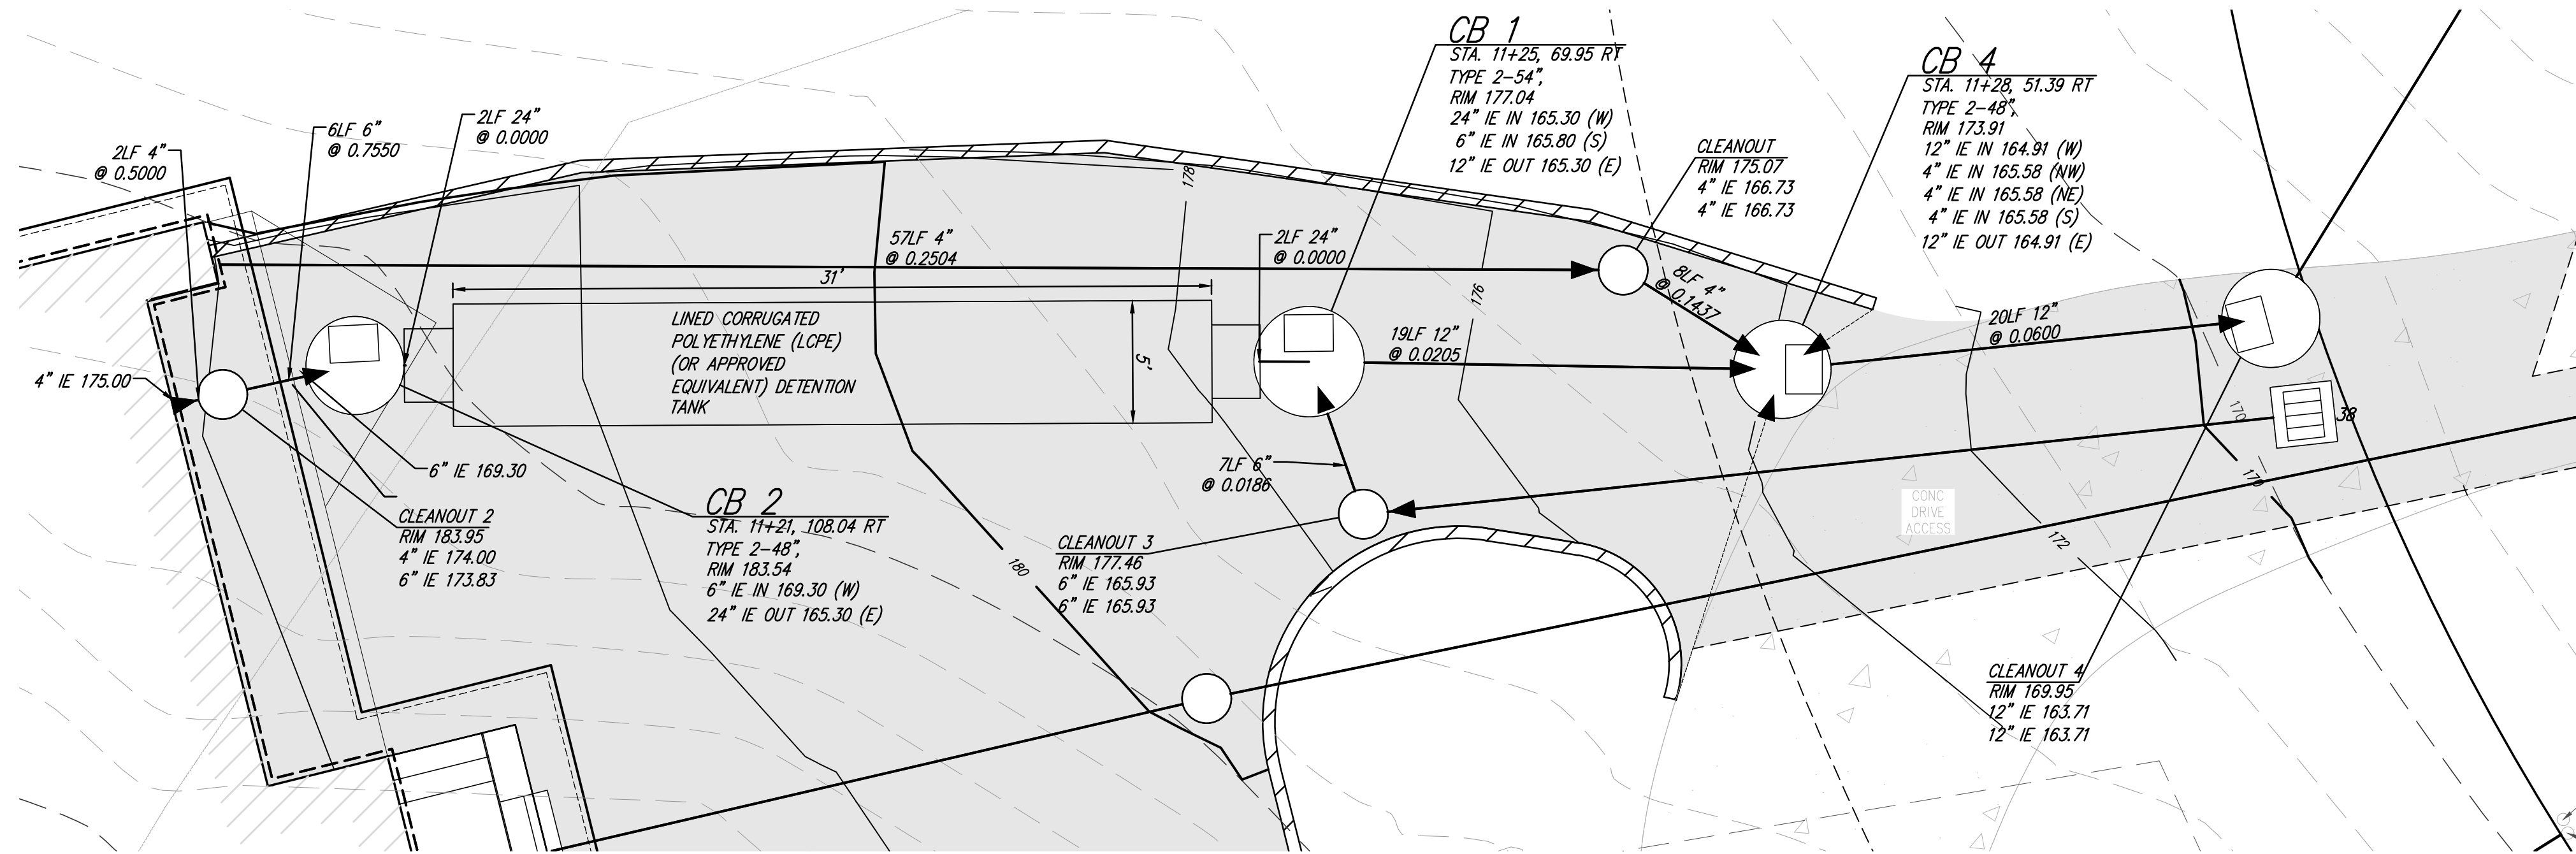 CB 1
STA. 11+25, 69.95 RT
TYPE 2-54",
RIM 177.04
24" IE IN 165.30 (W)
6" IE IN 165.80 (S)
12" IE OUT 165.30 (E)
CB 4
STA. 11+28, 51.39 RT
TYPE 2-48",
RIM 173.91
12" IE IN 164.91 (W)
4" IE IN 165.58 (NW)
4" IE IN 165.58 (NE)
4" IE IN 165.58 (S)
12" IE OUT 164.91 (E)
CLEANOUT
RIM 175.07
4" IE 166.73
4" IE 166.73
2LF 4"
@ 0.5000
6LF 6"
@ 0.7550
2LF 24"
@ 0.0000
178
57LF 4"
@ 0.2504
31'
2LF 24"
@ 0.0000
8LF 4"
@ 0.1437
176
LINED CORRUGATED
POLYETHYLENE (LCPE)
(OR APPROVED
EQUIVALENT) DETENTION
TANK
5'
19LF 12"
@ 0.0205
20LF 12"
@ 0.0600
4" IE 175.00
170
38
6" IE 169.30
7LF 6"
@ 0.0186
170
CLEANOUT 2
RIM 183.95
4" IE 174.00
6" IE 173.83
CB 2
STA. 11+21, 108.04 RT
TYPE 2-48",
RIM 183.54
6" IE IN 169.30 (W)
24" IE OUT 165.30 (E)
180
CLEANOUT 3
RIM 177.46
6" IE 165.93
6" IE 165.93
CONC
DRIVE
ACCESS
172
CLEANOUT 4
RIM 169.95
12" IE 163.71
12" IE 163.71